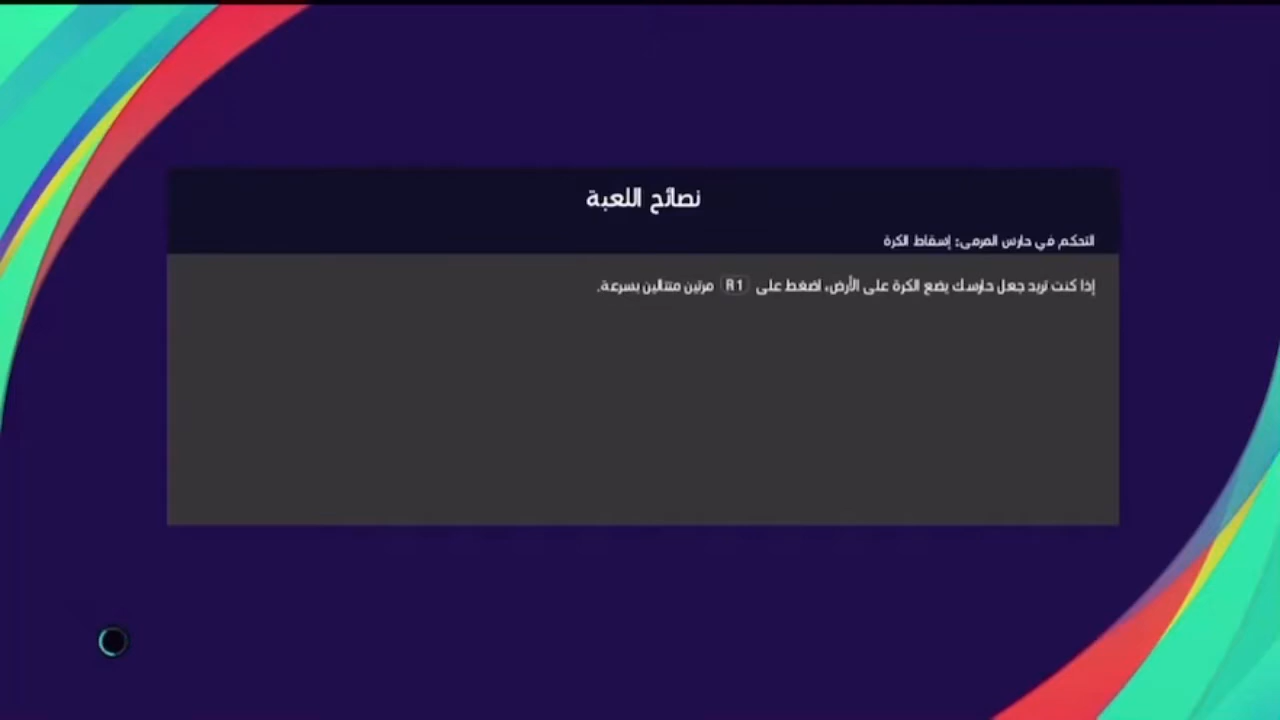 نصائح اللعبة
التحكم في حارس المرمى: إسقاط الكرة
إذا كنت تريد جعل حارسك يضع الكرة على الأرض، اضغط على R1 مرتين متتالين بسرعة.